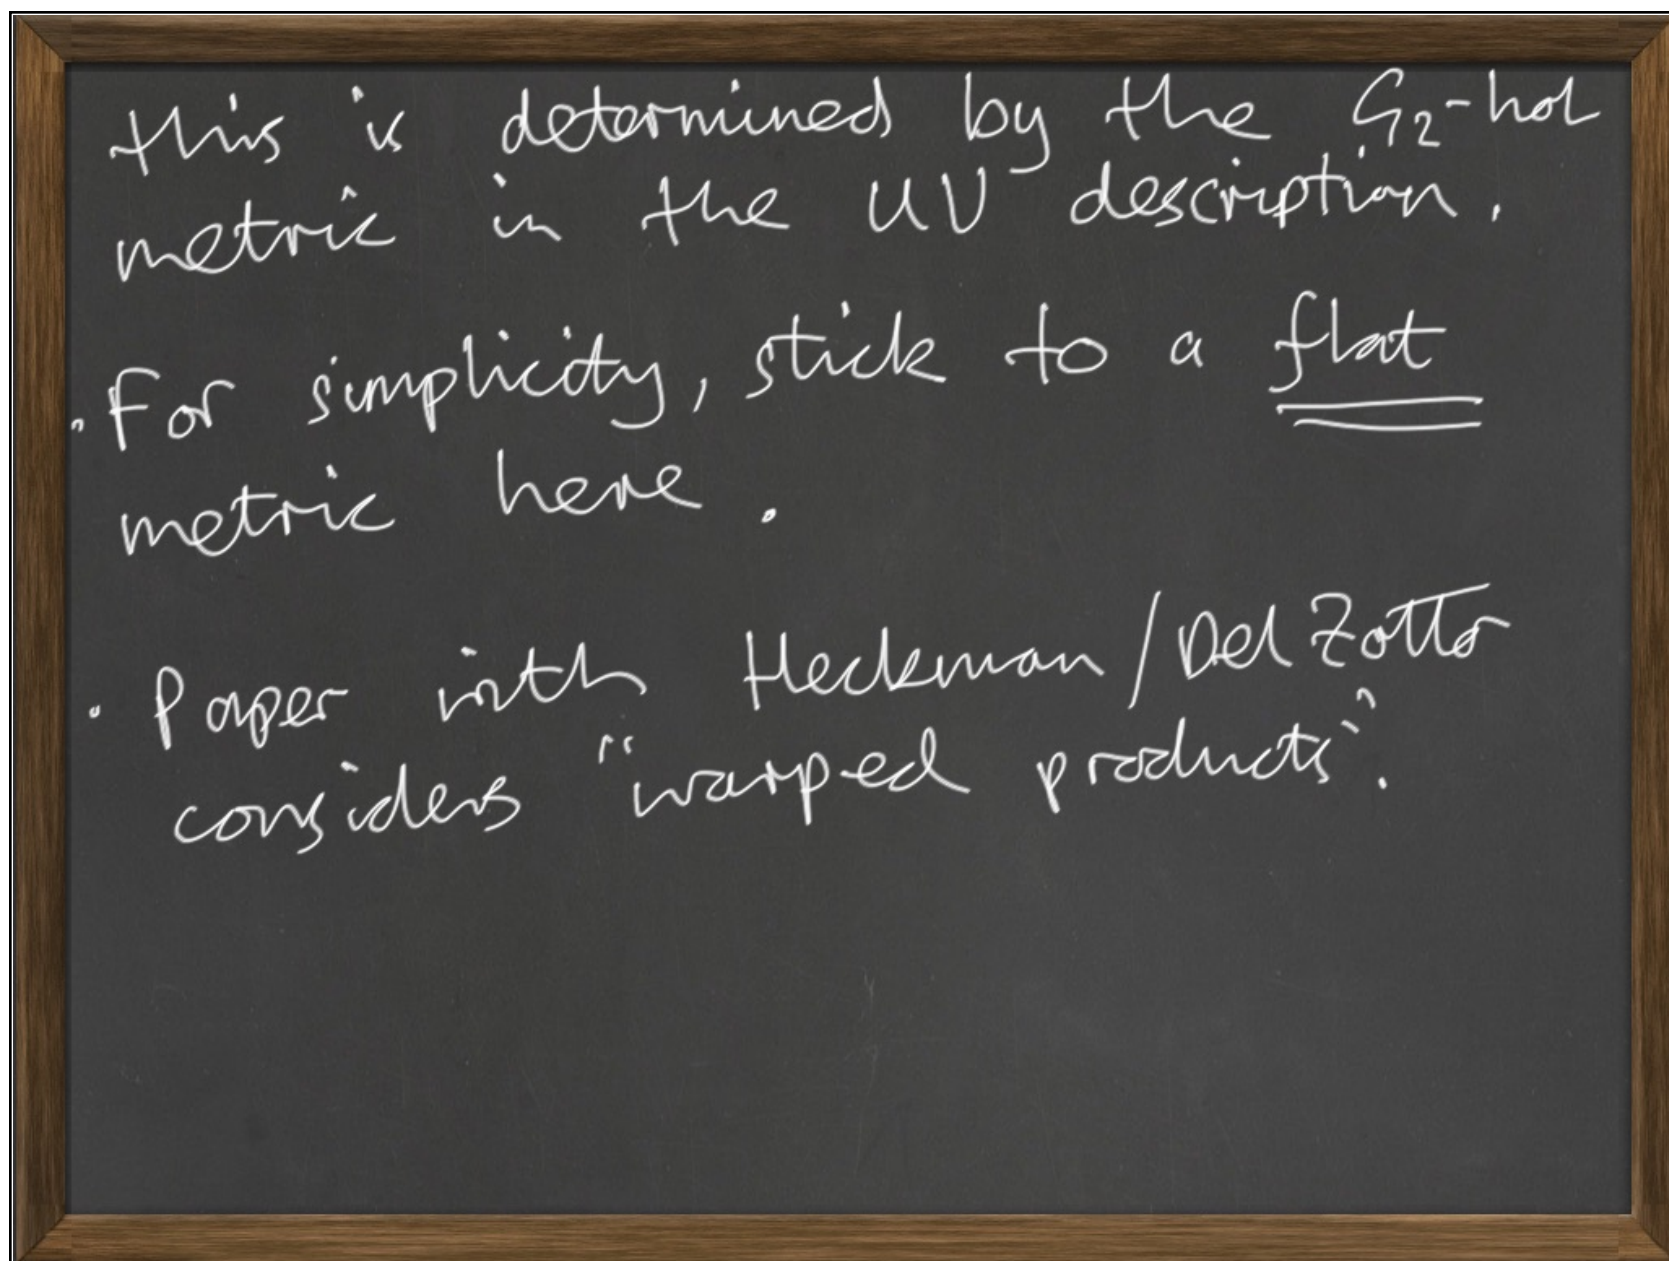 this is determined by the G₂-hol
metric in the UV description.
· For simplicity, stick to a flat
metric here.
· Paper with Heckman / Del Zotto
considers "warped products".